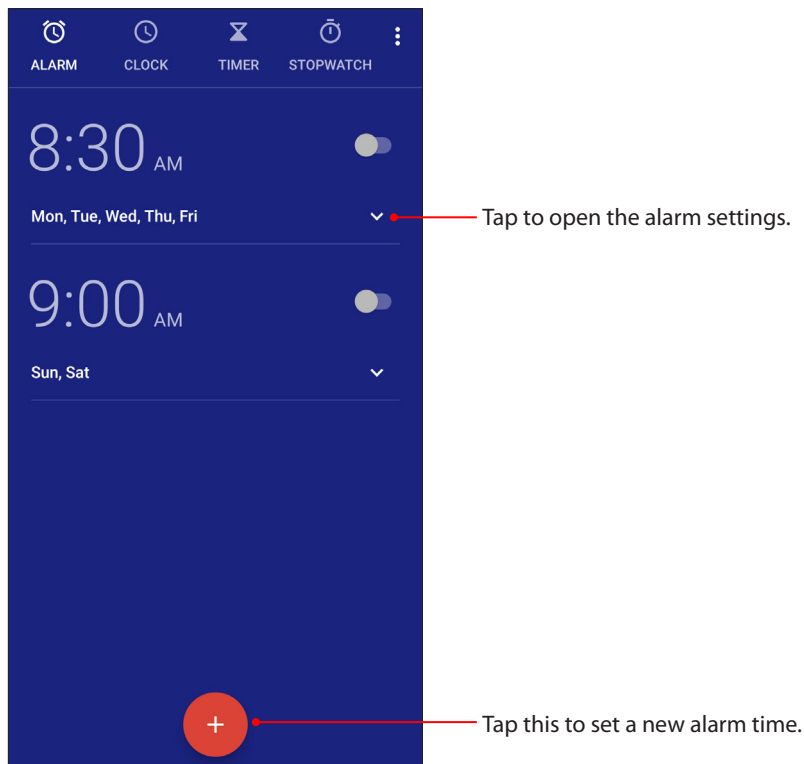 ALARM CLOCK TIMER STOPWATCH
8:30 AM
Mon, Tue, Wed, Thu, Fri
Tap to open the alarm settings.
9:00 AM
Sun, Sat
+
Tap this to set a new alarm time.